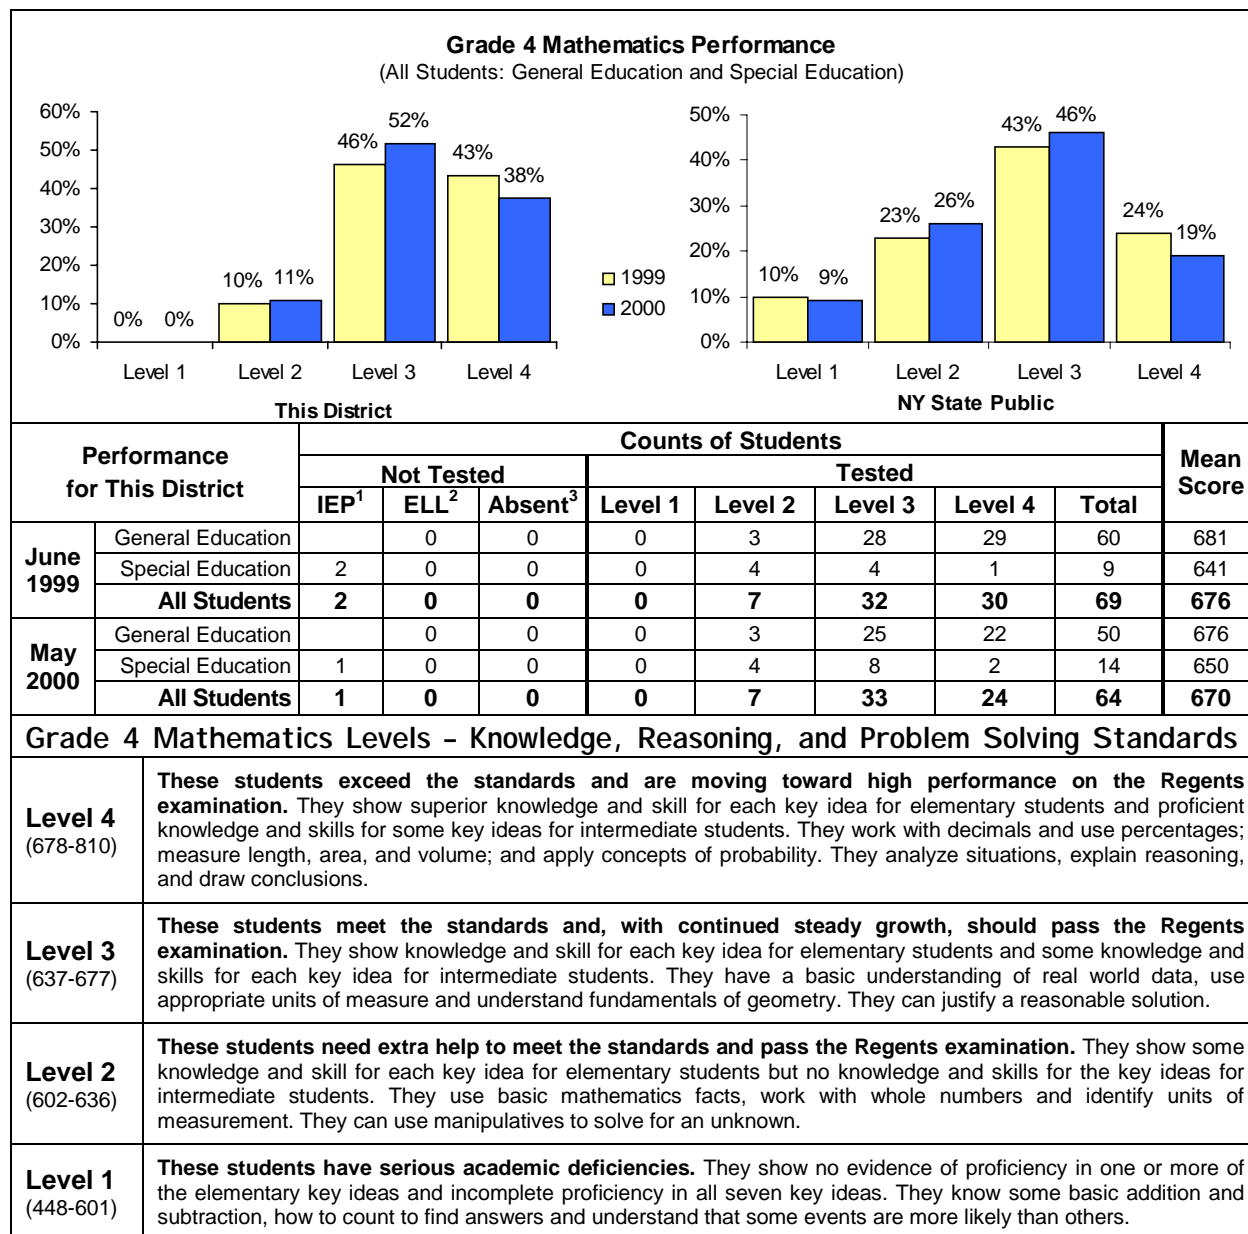 Grade 4 Mathematics Performance
(All Students: General Education and Special Education)
60%
50%
40%
30%
20%
10%
0%
0% 0%
10% 11%
46% 52%
43% 38%
Level 1 Level 2 Level 3 Level 4
This District
1999
2000
50%
40%
30%
20%
10%
0%
10% 9%
23% 26%
43% 46%
24% 19%
Level 1 Level 2 Level 3 Level 4
NY State Public
Performance
for This District
Counts of Students
Mean
Score
Not Tested Tested
IEP1 ELL2 Absent3 Level 1 Level 2 Level 3 Level 4 Total
June
1999
General Education 0 0 0 3 28 29 60 681
Special Education 2 0 0 0 4 4 1 9 641
All Students 2 0 0 0 7 32 30 69 676
May
2000
General Education 0 0 0 3 25 22 50 676
Special Education 1 0 0 0 4 8 2 14 650
All Students 1 0 0 0 7 33 24 64 670
Grade 4 Mathematics Levels – Knowledge, Reasoning, and Problem Solving Standards
Level 4
(678-810)
These students exceed the standards and are moving toward high performance on the Regents
examination. They show superior knowledge and skill for each key idea for elementary students and proficient
knowledge and skills for some key ideas for intermediate students. They work with decimals and use percentages;
measure length, area, and volume; and apply concepts of probability. They analyze situations, explain reasoning,
and draw conclusions.
Level 3
(637-677)
These students meet the standards and, with continued steady growth, should pass the Regents
examination. They show knowledge and skill for each key idea for elementary students and some knowledge and
skills for each key idea for intermediate students. They have a basic understanding of real world data, use
appropriate units of measure and understand fundamentals of geometry. They can justify a reasonable solution.
Level 2
(602-636)
These students need extra help to meet the standards and pass the Regents examination. They show some
knowledge and skill for each key idea for elementary students but no knowledge and skills for the key ideas for
intermediate students. They use basic mathematics facts, work with whole numbers and identify units of
measurement. They can use manipulatives to solve for an unknown.
Level 1
(448-601)
These students have serious academic deficiencies. They show no evidence of proficiency in one or more of
the elementary key ideas and incomplete proficiency in all seven key ideas. They know some basic addition and
subtraction, how to count to find answers and understand that some events are more likely than others.